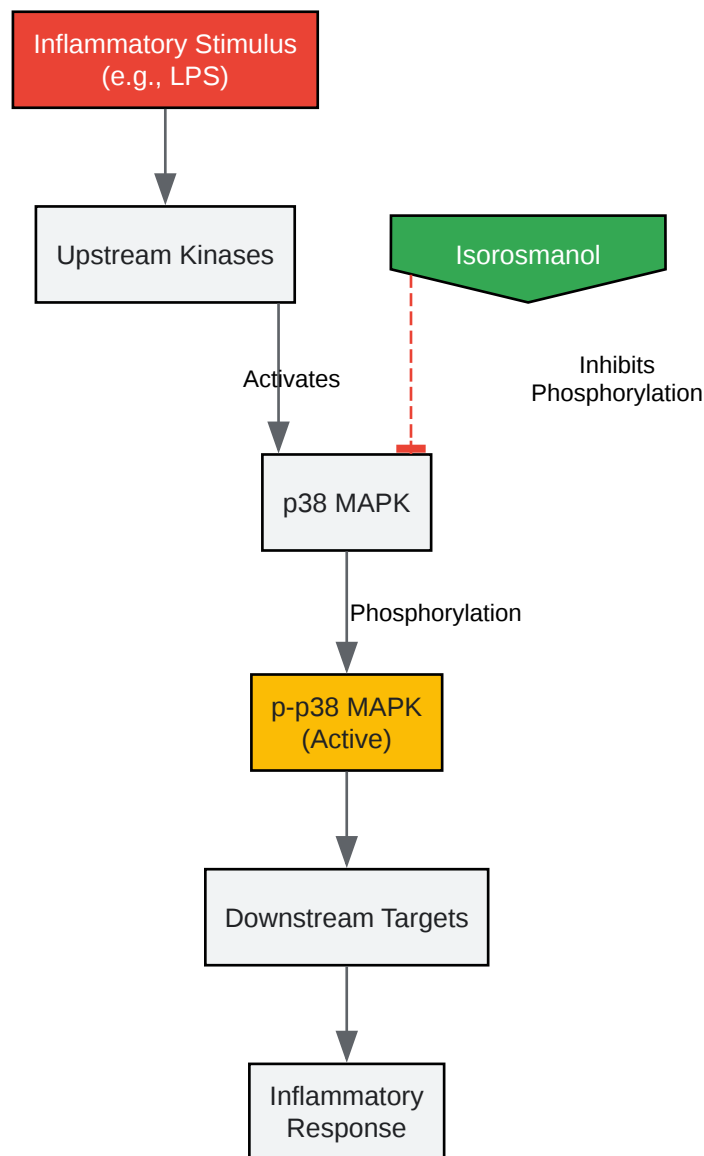 Inflammatory Stimulus
(e.g., LPS)
Upstream Kinases
Isorosmanol
Activates
Inhibits
Phosphorylation
p38 MAPK
Phosphorylation
p-p38 MAPK
(Active)
Downstream Targets
Inflammatory
Response